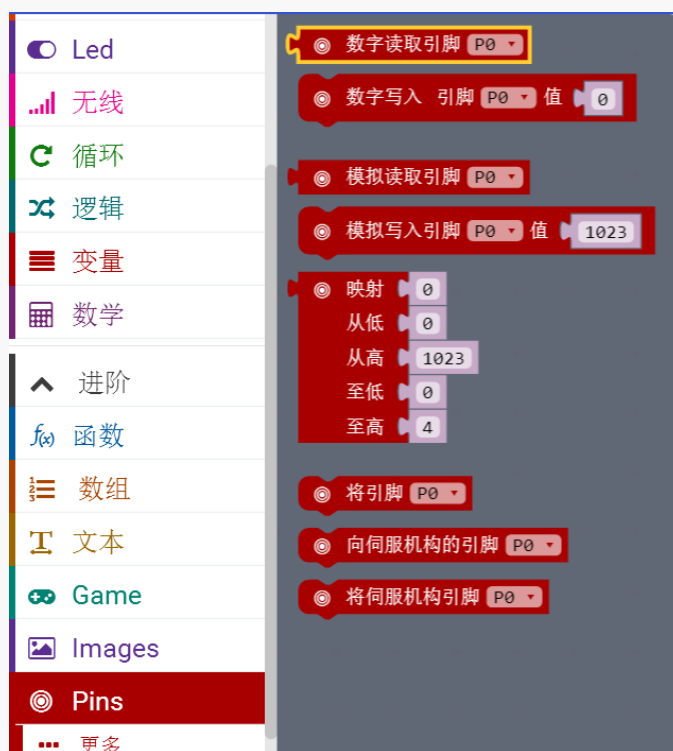 Led
无线
循环
逻辑
变量
数学
进阶
f(x) 函数
数组
T 文本
Game
Images
Pins
更多
数字读取引脚 P0
数字写入 引脚 P0 值 0
模拟读取引脚 P0
模拟写入引脚 P0 值 1023
映射 0
从低 0
从高 1023
至低 0
至高 4
将引脚 P0
向伺服机构的引脚 P0
将伺服机构引脚 P0